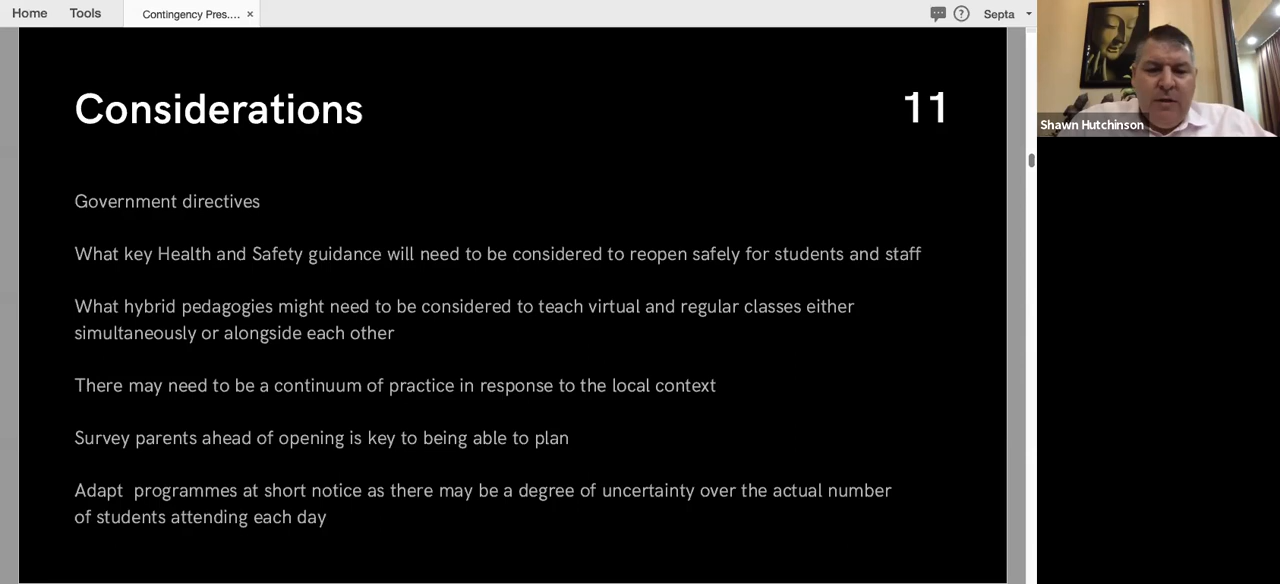 Home Tools Contingency Pres.... × ? Septa
Considerations 11
Shawn Hutchinson
Government directives
What key Health and Safety guidance will need to be considered to reopen safely for students and staff
What hybrid pedagogies might need to be considered to teach virtual and regular classes either
simultaneously or alongside each other
There may need to be a continuum of practice in response to the local context
Survey parents ahead of opening is key to being able to plan
Adapt  programmes at short notice as there may be a degree of uncertainty over the actual number
of students attending each day